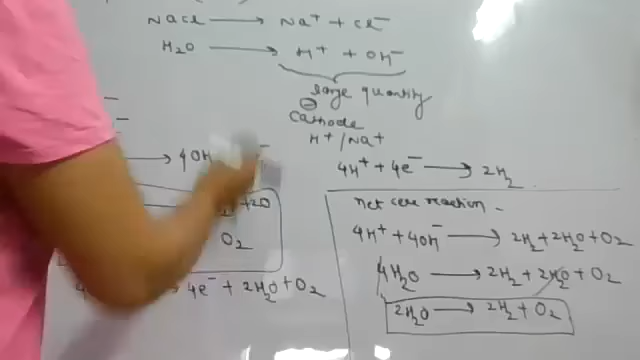 NaCl → Na⁺ + Cl⁻
H₂O → H⁺ + OH⁻
large quantity
⊖
Cathode
H⁺/Na⁺
4H⁺ + 4e⁻ → 2H₂
→ 4OH
+2O
O₂
4e⁻ + 2H₂O + O₂
Net cell reaction -
4H⁺ + 4OH⁻ → 2H₂ + 2H₂O + O₂
4H₂O → 2H₂ + 2H₂O + O₂
2H₂O → 2H₂ + O₂